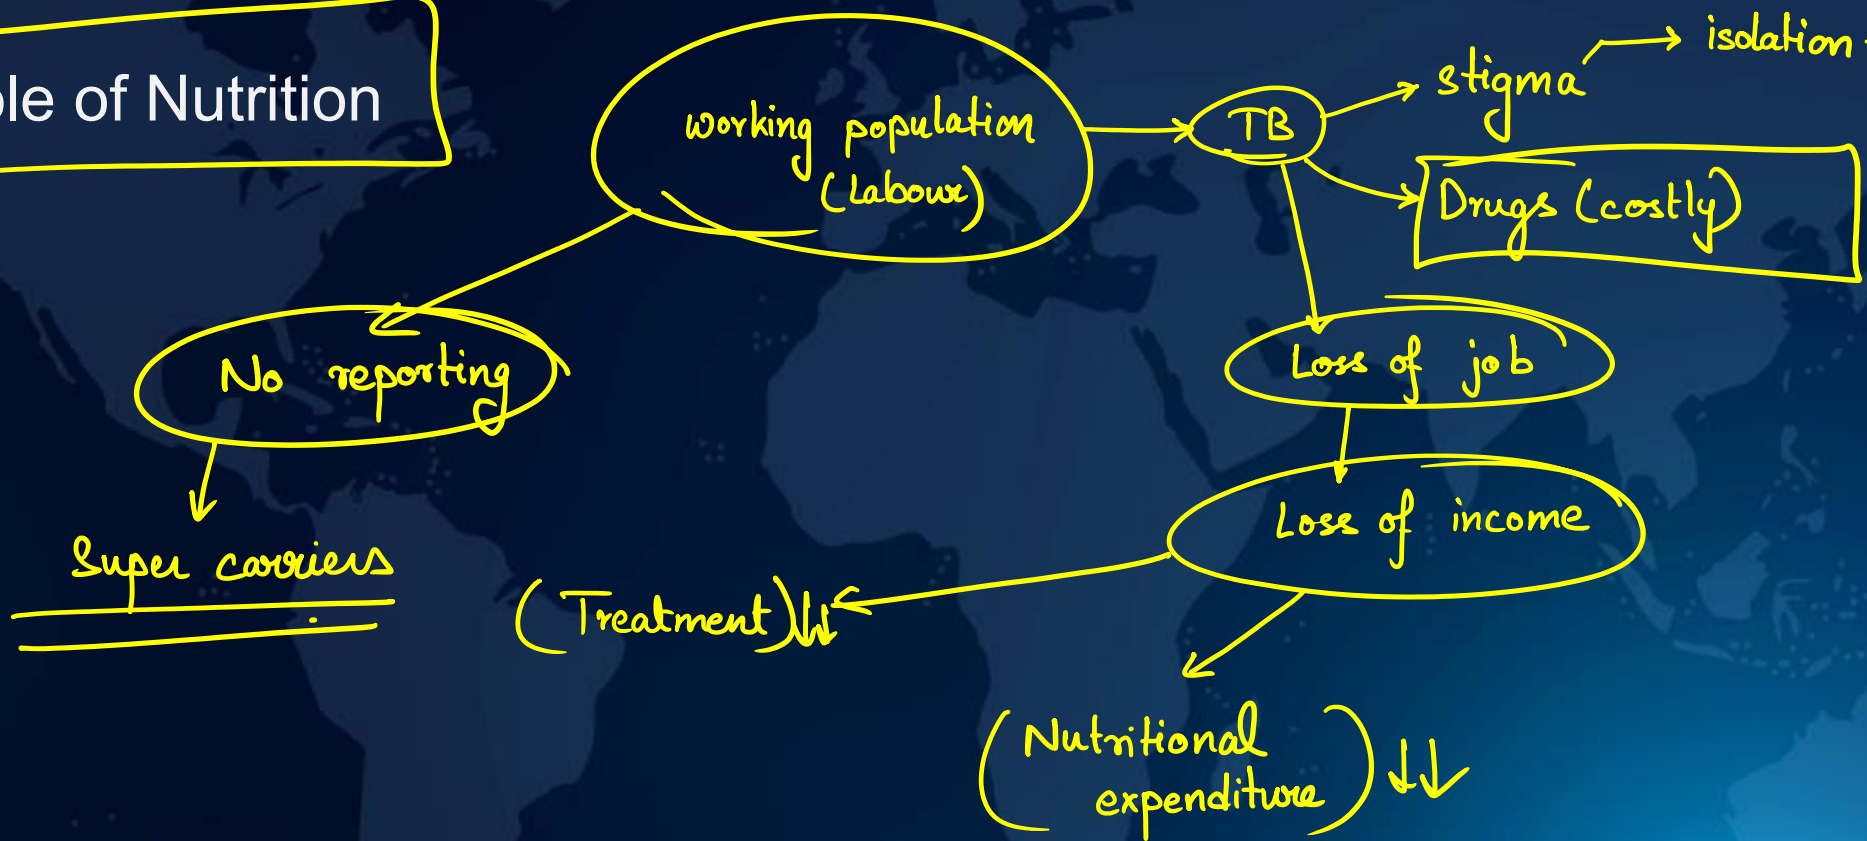 le of Nutrition
working population
(Labour)
TB
stigma
isolation
Drugs (costly)
No reporting
Loss of job
Super carriers
Loss of income
(Treatment)↓↓
(Nutritional
expenditure)↓↓